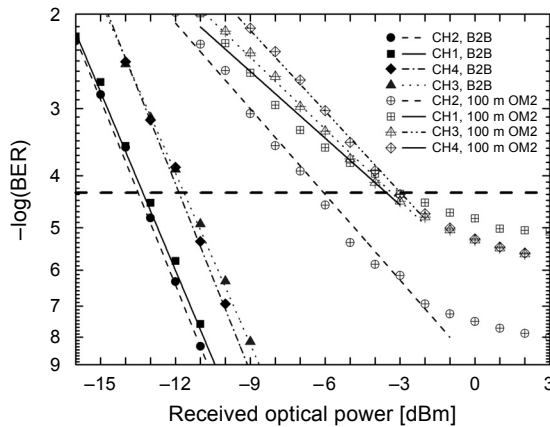 2
3
4
5
6
7
8
9
–log(BER)
CH2, B2B
CH1, B2B
CH4, B2B
CH3, B2B
CH2, 100 m OM2
CH1, 100 m OM2
CH3, 100 m OM2
CH4, 100 m OM2
–15 –12 –9 –6 –3 0 3
Received optical power [dBm]